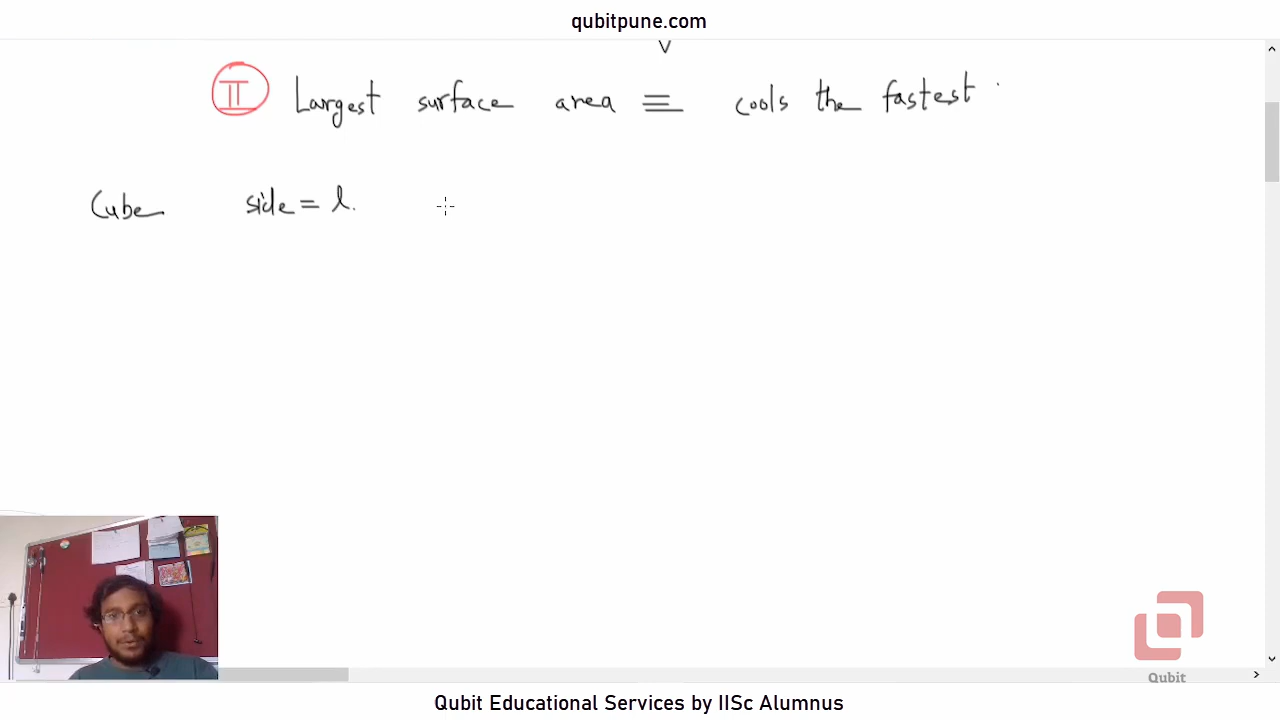 qubitpune.com
V
II Largest surface area ≡ cools the fastest
Cube side = l.
Qubit
Qubit Educational Services by IISc Alumnus